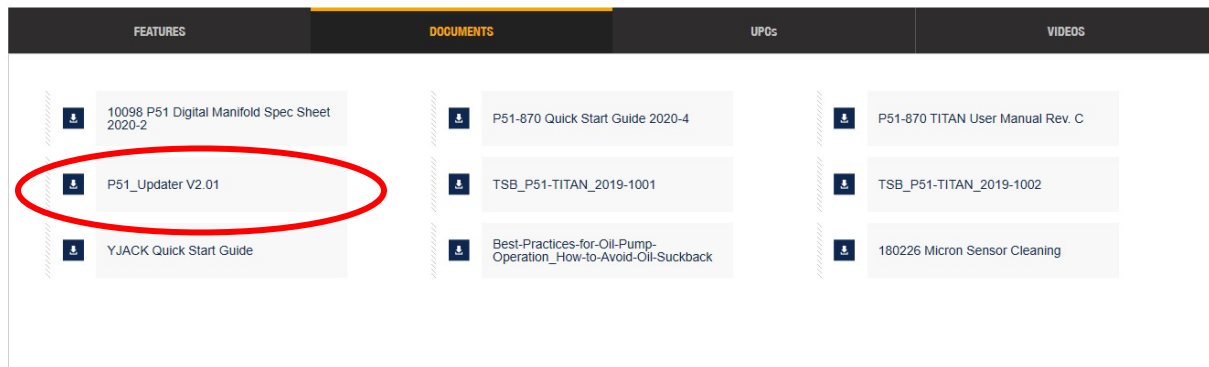 FEATURES
DOCUMENTS
UPCs
VIDEOS
10098 P51 Digital Manifold Spec Sheet
2020-2
P51-870 Quick Start Guide 2020-4
P51-870 TITAN User Manual Rev. C
P51_Updater V2.01
TSB_P51-TITAN_2019-1001
TSB_P51-TITAN_2019-1002
YJACK Quick Start Guide
Best-Practices-for-Oil-Pump-
Operation_How-to-Avoid-Oil-Suckback
180226 Micron Sensor Cleaning